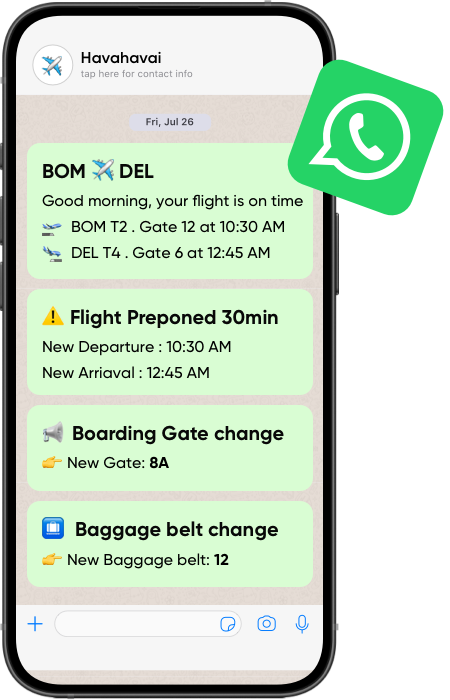 Havahavai
tap here for contact info
Fri, Jul 26
BOM ✈️ DEL
Good morning, your flight is on time
BOM T2 . Gate 12 at 10:30 AM
DEL T4 . Gate 6 at 12:45 AM
Flight Preponed 30min
New Departure : 10:30 AM
New Arriaval : 12:45 AM
Boarding Gate change
New Gate: 8A
Baggage belt change
New Baggage belt: 12